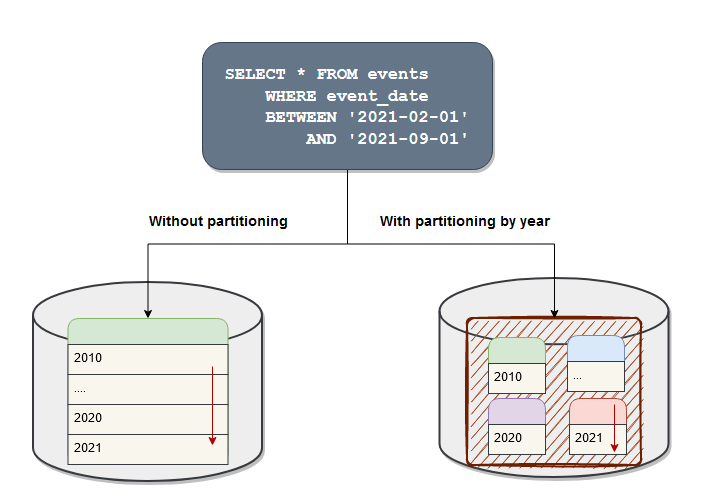 SELECT * FROM events
WHERE event_date
BETWEEN '2021-02-01'
AND '2021-09-01'
Without partitioning
With partitioning by year
2010
....
2020
2021
2010
...
2020
2021